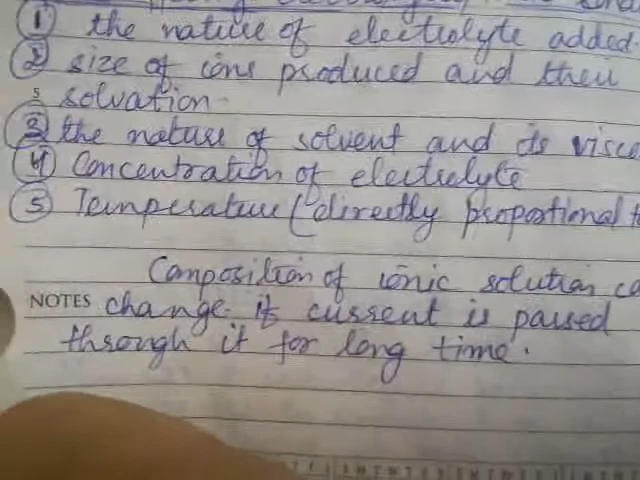 ① the nature of electrolyte added.
② size of ions produced and their
solvation.
③ the nature of solvent and its visco
④ Concentration of electrolyte
⑤ Temperature (directly proportional to
Composition of ionic solution ca
NOTES change if current is passed
through it for long time.